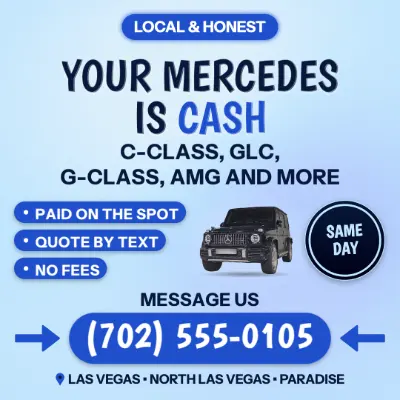 LOCAL & HONEST
YOUR MERCEDES
IS CASH
C-CLASS, GLC,
G-CLASS, AMG AND MORE
• PAID ON THE SPOT
• QUOTE BY TEXT
• NO FEES
SAME
DAY
MESSAGE US
(702) 555-0105
LAS VEGAS • NORTH LAS VEGAS • PARADISE